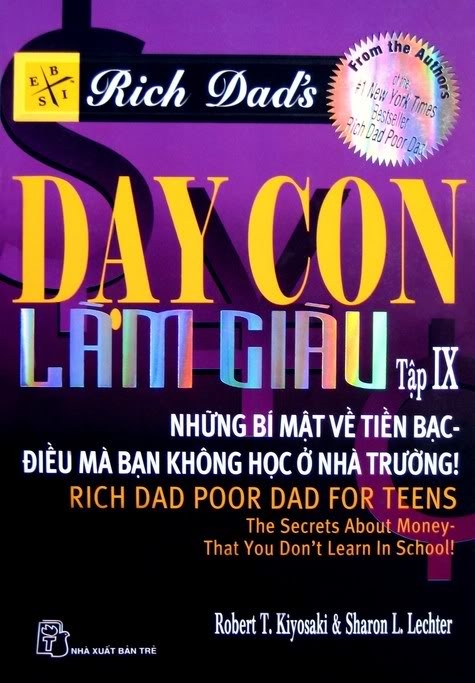 E B S I
Rich Dad's
From the Authors
of the
#1 New York Times
Bestseller
Rich Dad Poor Dad
DẠY CON
LÀM GIÀU
Tập IX
NHỮNG BÍ MẬT VỀ TIỀN BẠC-
ĐIỀU MÀ BẠN KHÔNG HỌC Ở NHÀ TRƯỜNG!
RICH DAD POOR DAD FOR TEENS
The Secrets About Money-
That You Don't Learn In School!
Robert T. Kiyosaki & Sharon L. Lechter
NHÀ XUẤT BẢN TRẺ